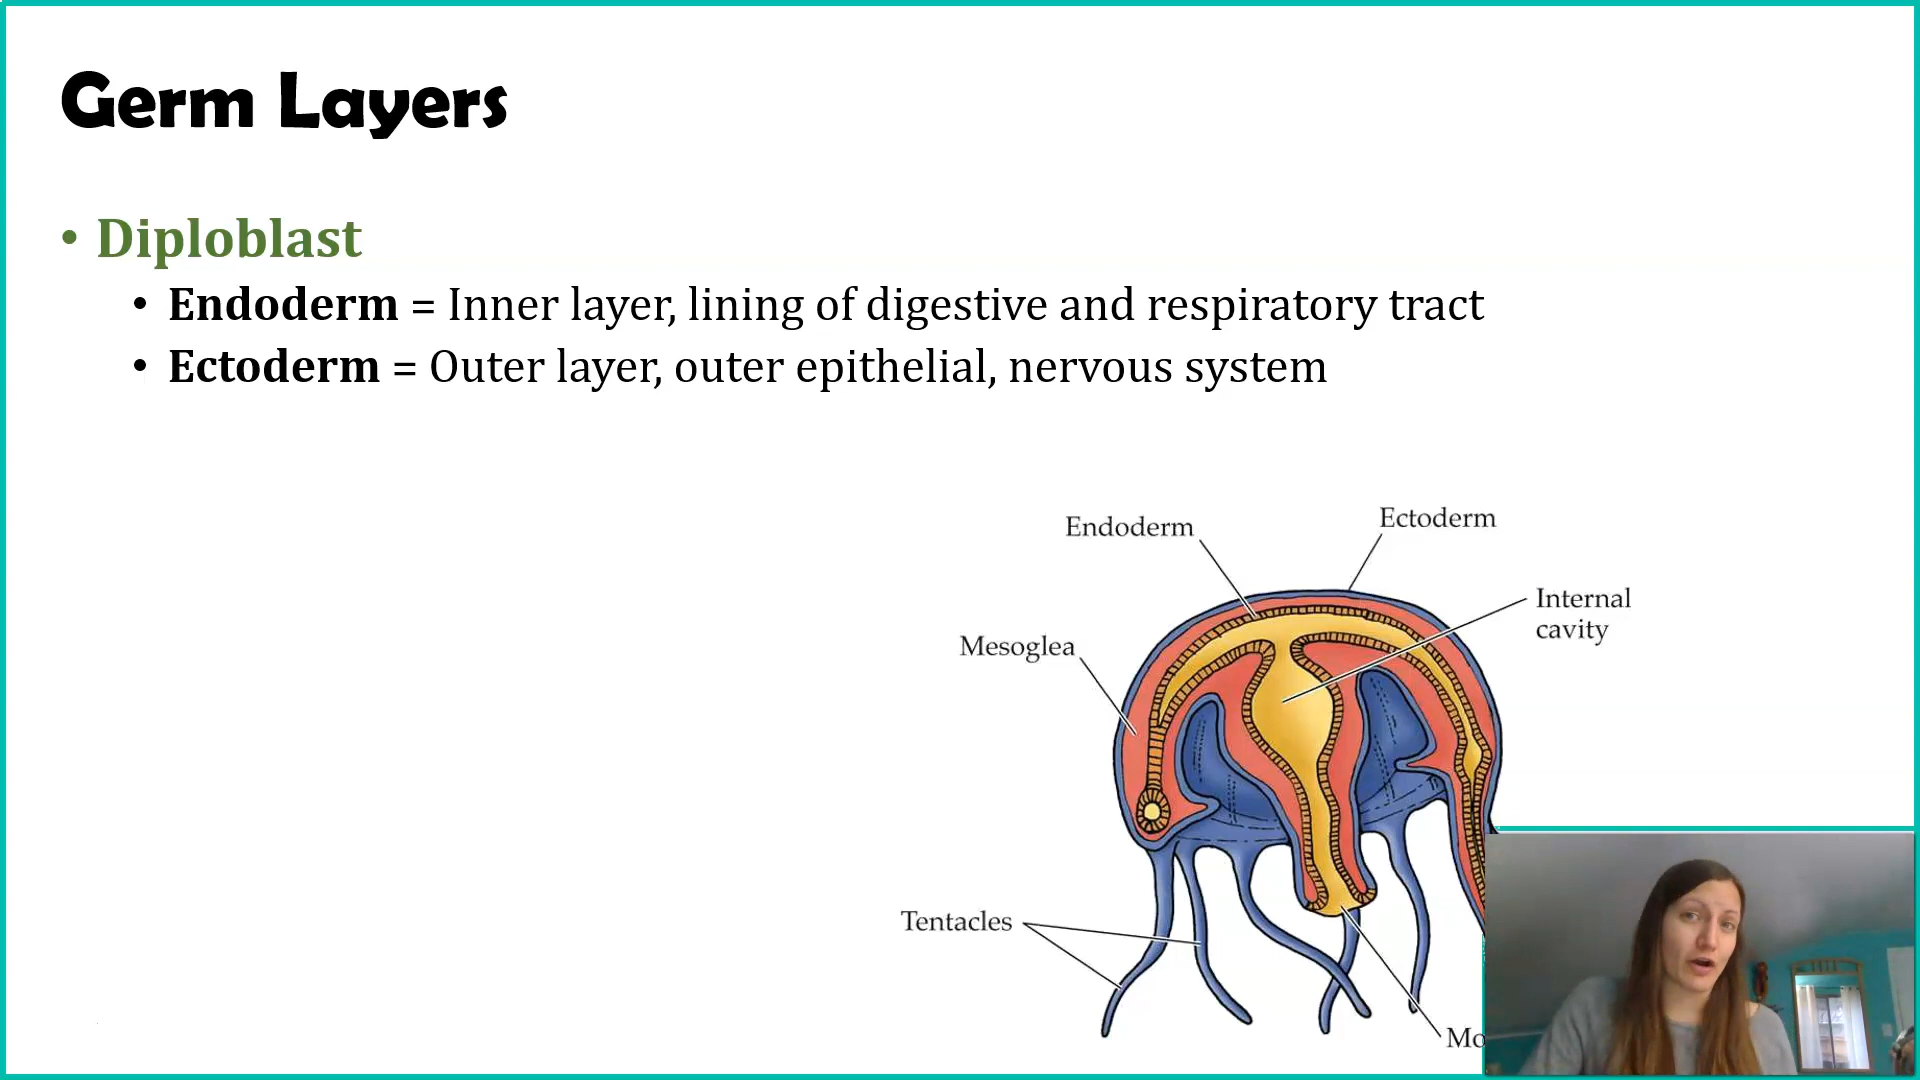 Germ Layers
• Diploblast
• Endoderm = Inner layer, lining of digestive and respiratory tract
• Ectoderm = Outer layer, outer epithelial, nervous system
Endoderm
Ectoderm
Internal
cavity
Mesoglea
Tentacles
Mo